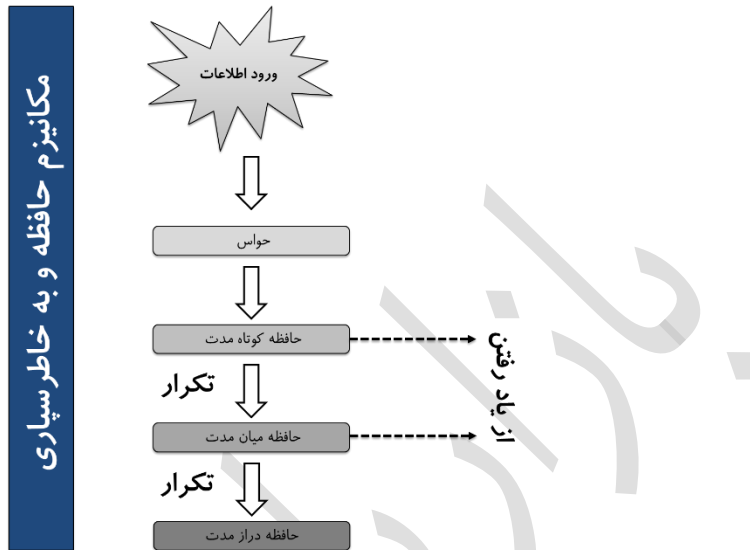 مکانیزم حافظه و به خاطرسپاری
ورود اطلاعات
حواس
حافظه کوتاه مدت
تکرار
حافظه میان مدت
تکرار
حافظه دراز مدت
از یاد رفتن